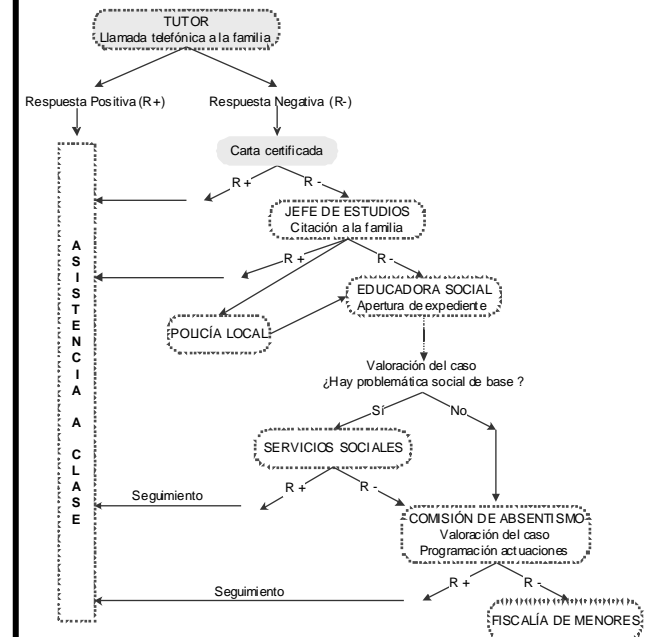 TUTOR
Llamada telefónica a la familia
Respuesta Positiva (R+)
Respuesta Negativa (R-)
Carta certificada
R +
R -
JEFE DE ESTUDIOS
Citación a la familia
R +
R -
EDUCADORA SOCIAL
Apertura de expediente
POLICÍA LOCAL
Valoración del caso
¿Hay problemática social de base ?
Sí
No
SERVICIOS SOCIALES
Seguimiento
R +
R -
COMISIÓN DE ABSENTISMO
Valoración del caso
Programación actuaciones
Seguimiento
R +
R -
FISCALÍA DE MENORES
ASISTENCIA A CLASE